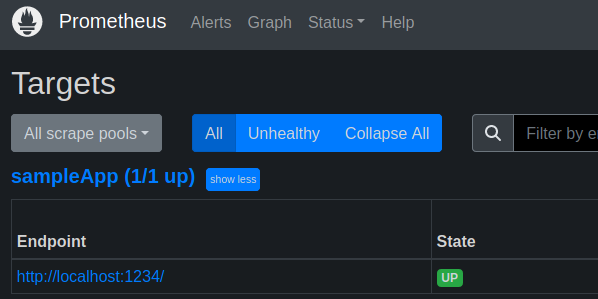 Prometheus Alerts Graph Status Help
Targets
All scrape pools All Unhealthy Collapse All Filter by e
sampleApp (1/1 up) show less
Endpoint State
http://localhost:1234/ UP